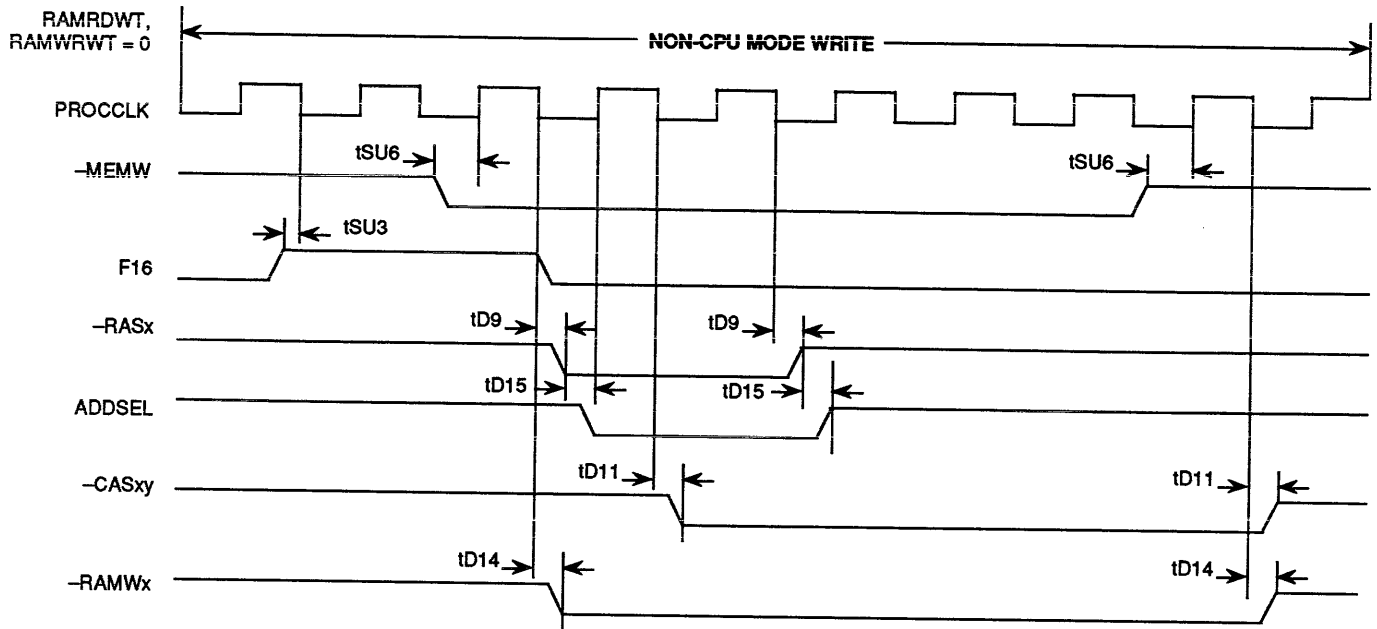 RAMRDWT,
RAMWRWT = 0
NON-CPU MODE WRITE
PROCCLK
tSU6
tSU6
–MEMW
tSU3
F16
tD9
tD9
–RASx
tD15
tD15
ADDSEL
tD11
tD11
–CASxy
tD14
tD14
–RAMWx